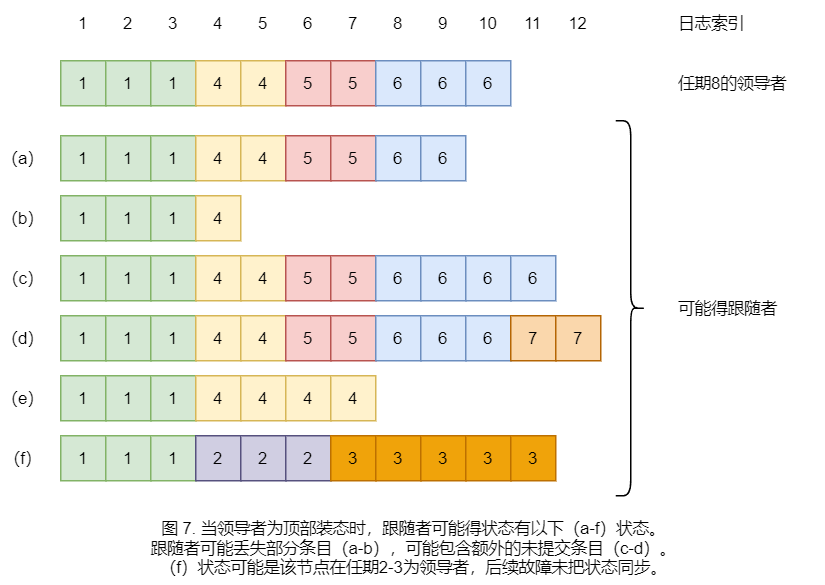 1 2 3 4 5 6 7 8 9 10 11 12 日志索引
1 1 1 4 4 5 5 6 6 6 任期8的领导者
(a) 1 1 1 4 4 5 5 6 6
(b) 1 1 1 4
(c) 1 1 1 4 4 5 5 6 6 6 6
可能得跟随者
(d) 1 1 1 4 4 5 5 6 6 6 7 7
(e) 1 1 1 4 4 4 4
(f) 1 1 1 2 2 2 3 3 3 3 3
图 7. 当领导者为顶部装态时，跟随者可能得状态有以下（a-f）状态。
跟随者可能丢失部分条目（a-b），可能包含额外的未提交条目（c-d）。
（f）状态可能是该节点在任期2-3为领导者，后续故障未把状态同步。